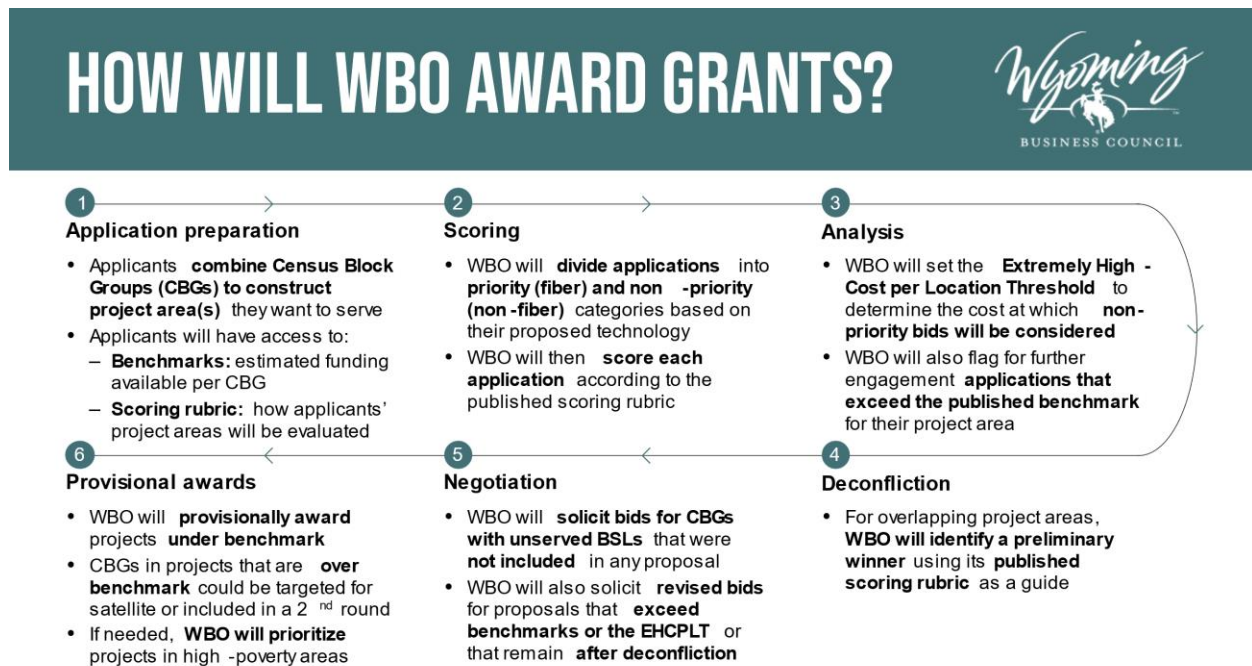 HOW WILL WBO AWARD GRANTS?
Wyoming
BUSINESS COUNCIL
1
Application preparation
• Applicants combine Census Block
Groups (CBGs) to construct
project area(s) they want to serve
• Applicants will have access to:
– Benchmarks: estimated funding
available per CBG
– Scoring rubric: how applicants'
project areas will be evaluated
2
Scoring
• WBO will divide applications into
priority (fiber) and non -priority
(non -fiber) categories based on
their proposed technology
• WBO will then score each
application according to the
published scoring rubric
3
Analysis
• WBO will set the Extremely High -
Cost per Location Threshold to
determine the cost at which non-
priority bids will be considered
• WBO will also flag for further
engagement applications that
exceed the published benchmark
for their project area
4
Deconfliction
• For overlapping project areas,
WBO will identify a preliminary
winner using its published
scoring rubric as a guide
5
Negotiation
• WBO will solicit bids for CBGs
with unserved BSLs that were
not included in any proposal
• WBO will also solicit revised bids
for proposals that exceed
benchmarks or the EHCPLT or
that remain after deconfliction
6
Provisional awards
• WBO will provisionally award
projects under benchmark
• CBGs in projects that are over
benchmark could be targeted for
satellite or included in a 2 nd round
• If needed, WBO will prioritize
projects in high -poverty areas